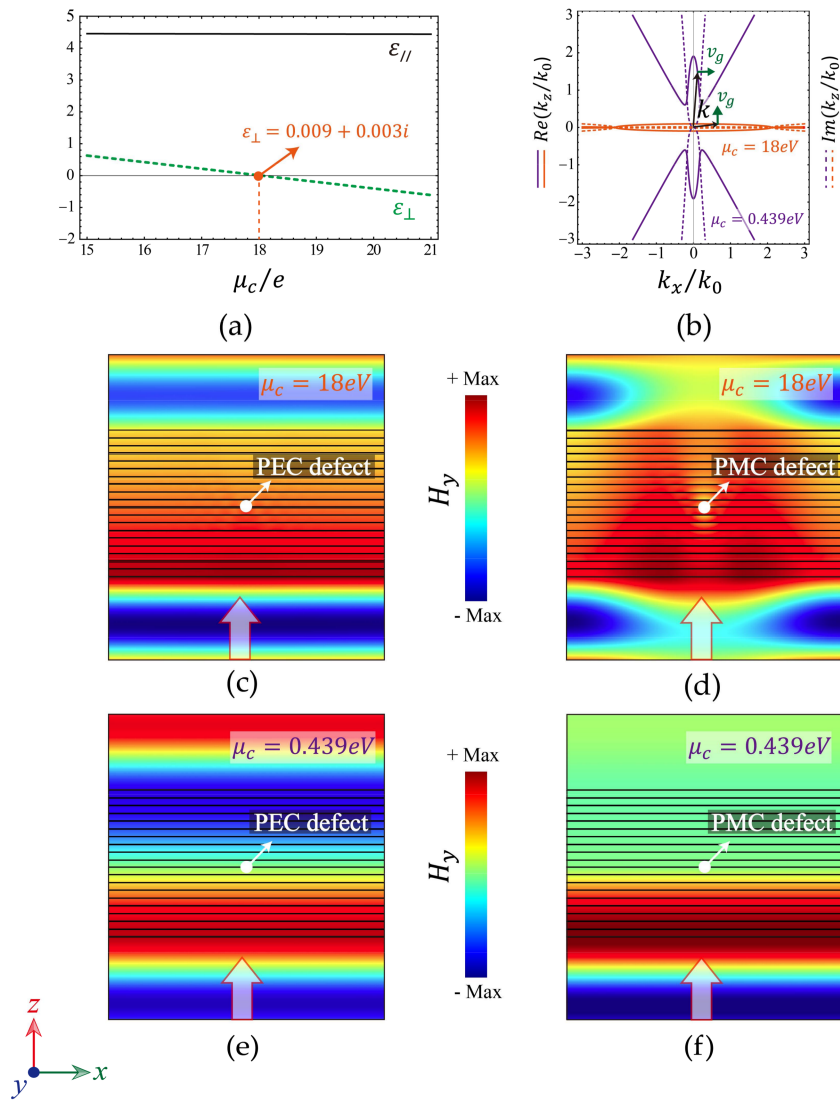 5
4
3
2
1
0
-1
-2
15 16 17 18 19 20 21
ε//
ε⊥ = 0.009 + 0.003i
ε⊥
μc/e
(a)
3
2
1
0
-1
-2
-3
-3 -2 -1 0 1 2 3
Re(kz/k0)
vg
vg
k
μc = 18eV
μc = 0.439eV
Im(kz/k0)
kx/k0
(b)
μc = 18eV
PEC defect
(c)
+ Max
Hy
- Max
μc = 18eV
PMC defect
(d)
μc = 0.439eV
PEC defect
(e)
+ Max
Hy
- Max
μc = 0.439eV
PMC defect
(f)
z
y
x